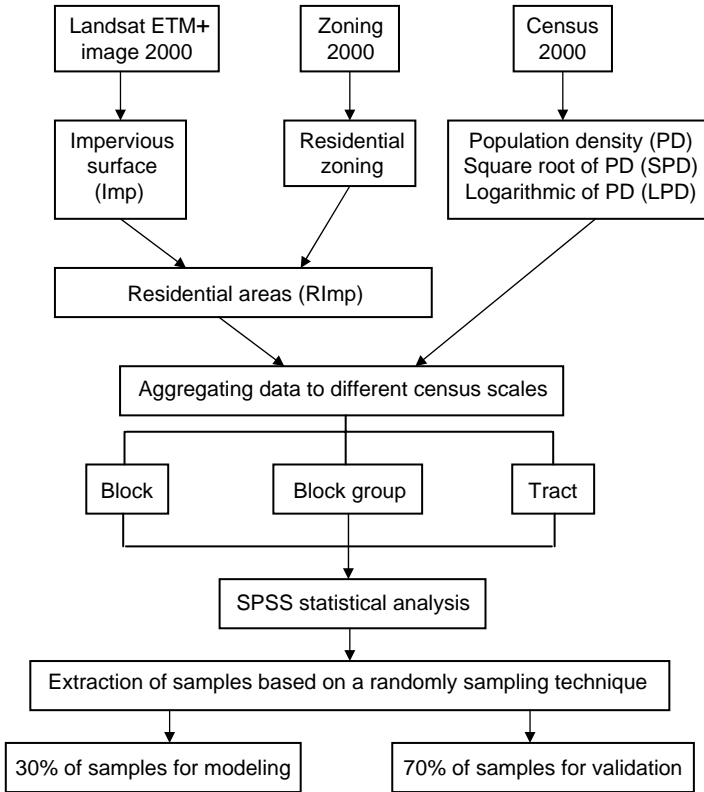 Landsat ETM+
image 2000
Zoning
2000
Census
2000
Impervious
surface
(Imp)
Residential
zoning
Population density (PD)
Square root of PD (SPD)
Logarithmic of PD (LPD)
Residential areas (RImp)
Aggregating data to different census scales
Block
Block group
Tract
SPSS statistical analysis
Extraction of samples based on a randomly sampling technique
30% of samples for modeling
70% of samples for validation